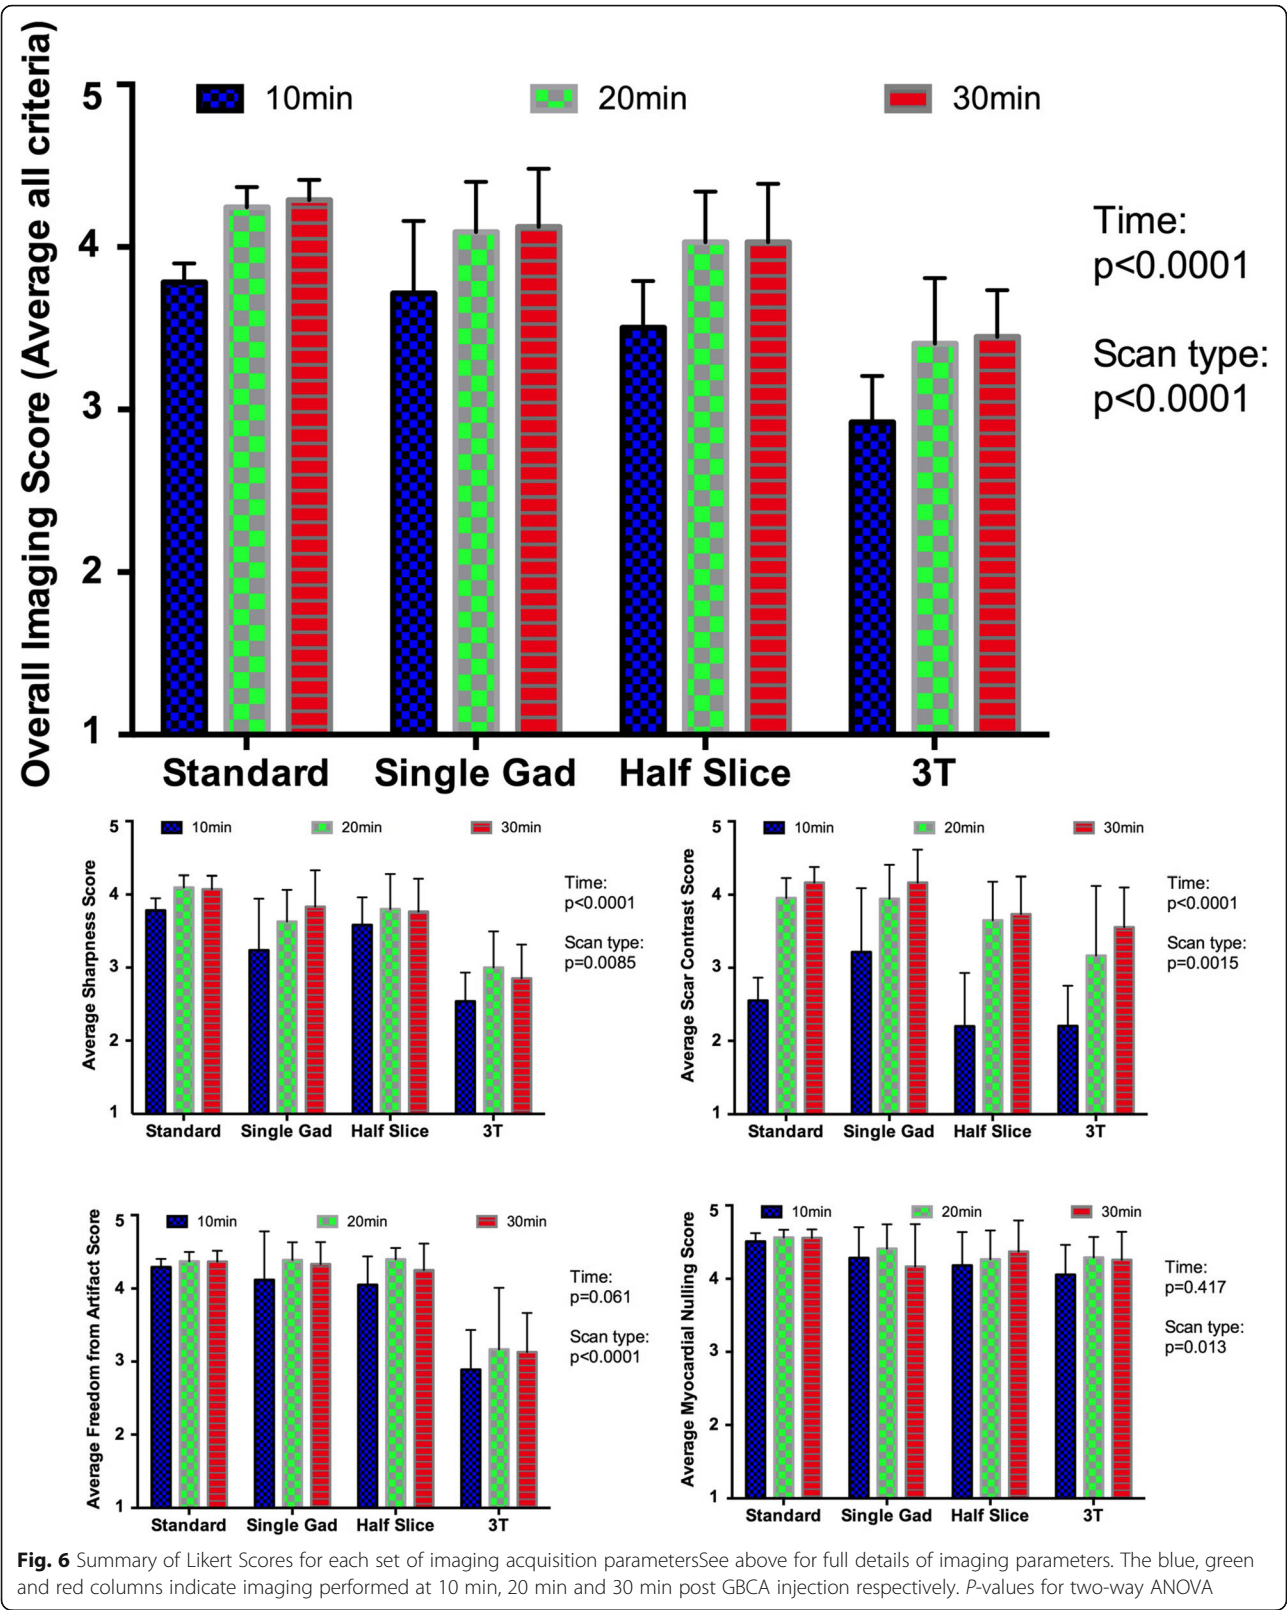 Overall Imaging Score (Average all criteria)
5
4
3
2
1
10min
20min
30min
Time:
p<0.0001
Scan type:
p<0.0001
Standard
Single Gad
Half Slice
3T
Average Sharpness Score
5
4
3
2
1
10min
20min
30min
Time:
p<0.0001
Scan type:
p=0.0085
Standard
Single Gad
Half Slice
3T
Average Scar Contrast Score
5
4
3
2
1
10min
20min
30min
Time:
p<0.0001
Scan type:
p=0.0015
Standard
Single Gad
Half Slice
3T
Average Freedom from Artifact Score
5
4
3
2
1
10min
20min
30min
Time:
p=0.061
Scan type:
p<0.0001
Standard
Single Gad
Half Slice
3T
Average Myocardial Nulling Score
5
4
3
2
1
10min
20min
30min
Time:
p=0.417
Scan type:
p=0.013
Standard
Single Gad
Half Slice
3T
Fig. 6 Summary of Likert Scores for each set of imaging acquisition parametersSee above for full details of imaging parameters. The blue, green
and red columns indicate imaging performed at 10 min, 20 min and 30 min post GBCA injection respectively. P-values for two-way ANOVA